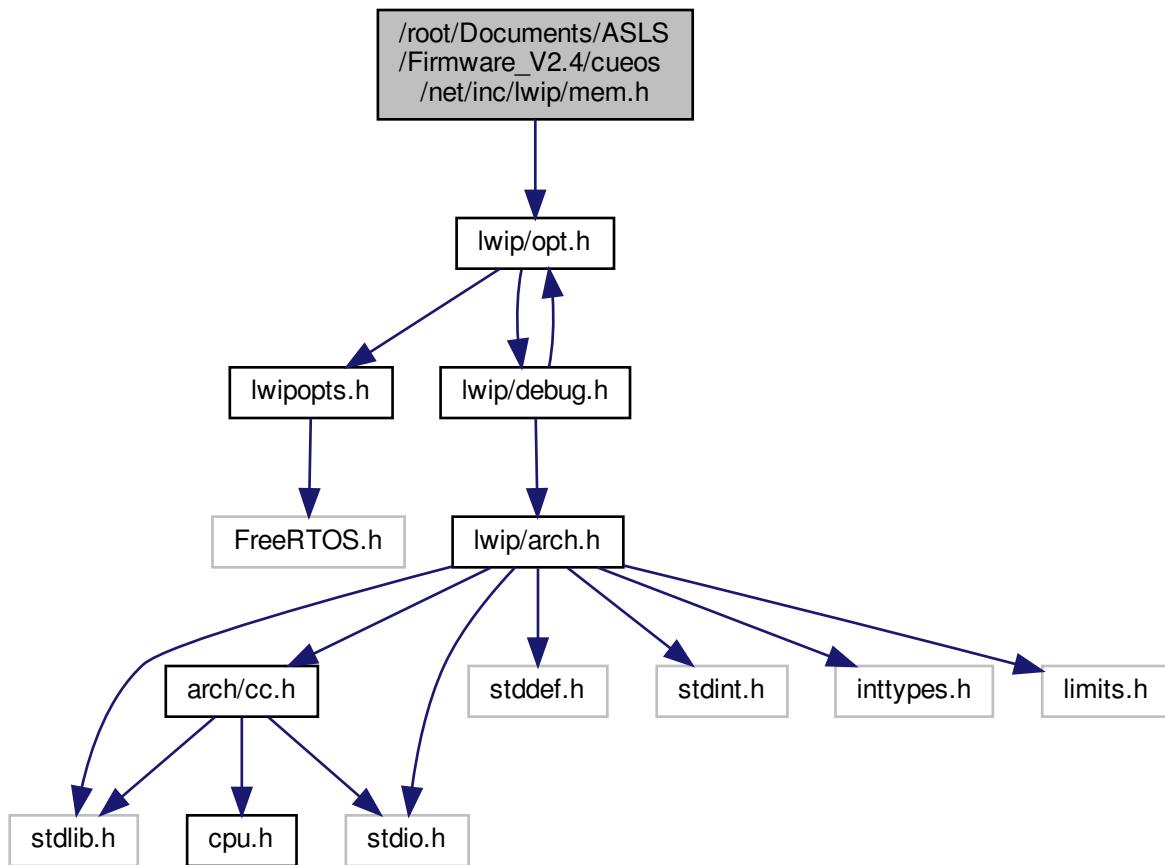 /root/Documents/ASLS
/Firmware_V2.4/cueos
/net/inc/lwip/mem.h
lwip/opt.h
lwipopts.h
lwip/debug.h
FreeRTOS.h
lwip/arch.h
arch/cc.h
stddef.h
stdint.h
inttypes.h
limits.h
stdlib.h
cpu.h
stdio.h